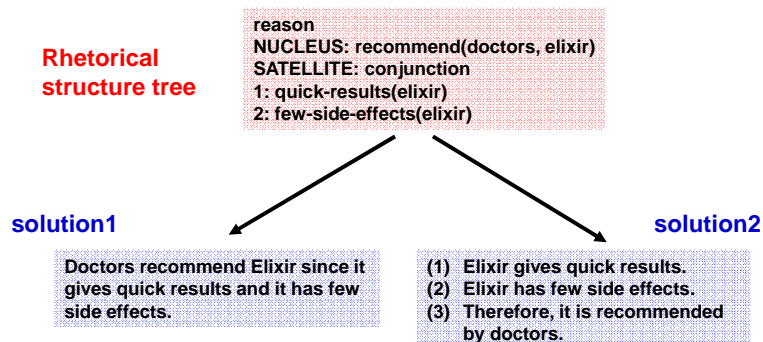 Rhetorical
structure tree
reason
NUCLEUS: recommend(doctors, elixir)
SATELLITE: conjunction
1: quick-results(elixir)
2: few-side-effects(elixir)
solution1
Doctors recommend Elixir since it
gives quick results and it has few
side effects.
solution2
(1) Elixir gives quick results.
(2) Elixir has few side effects.
(3) Therefore, it is recommended
by doctors.